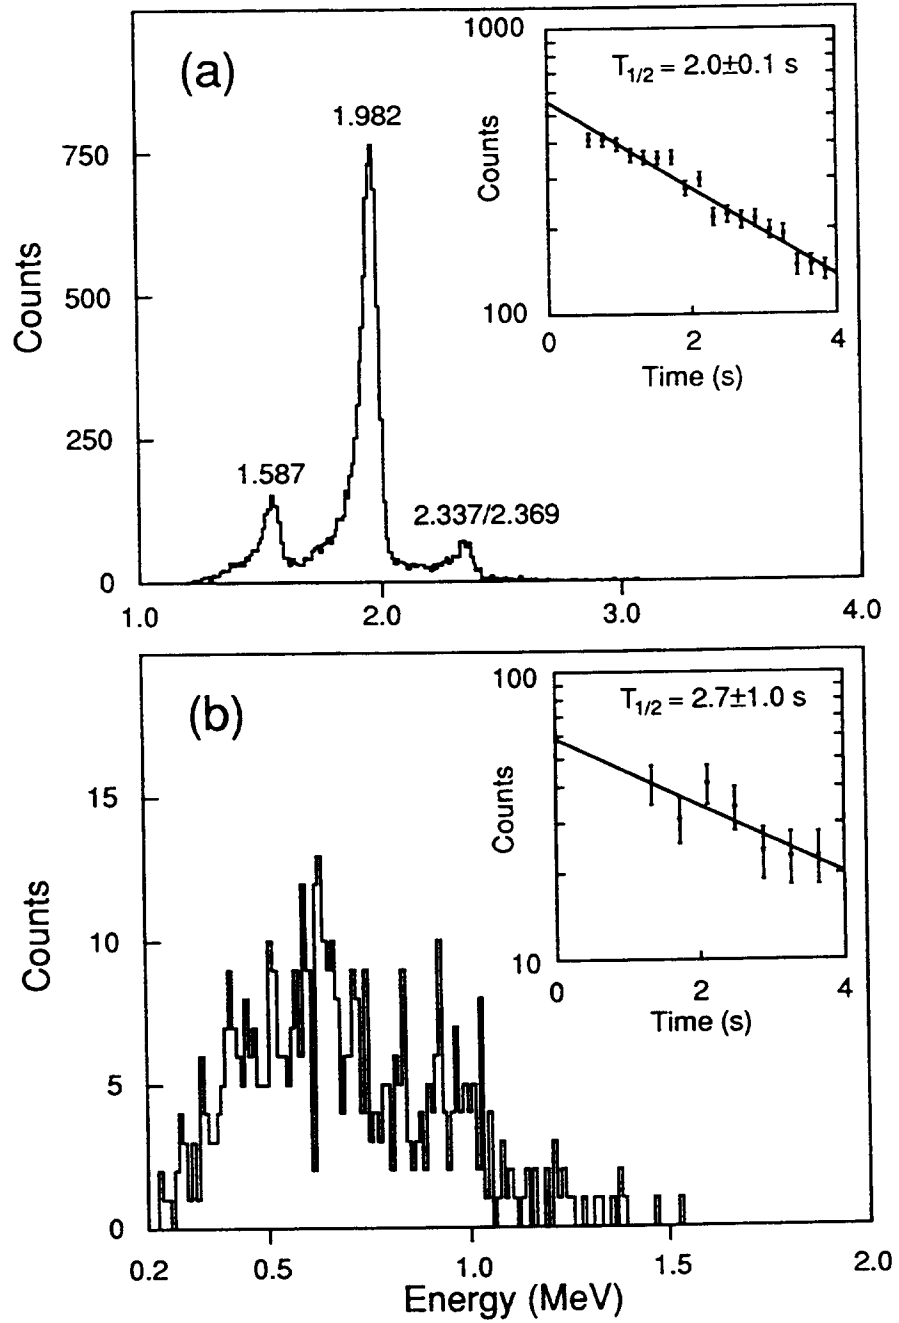 (a)
1.982
1.587
2.337/2.369
Counts
750
500
250
0
1.0
2.0
3.0
4.0
T1/2 = 2.0±0.1 s
Counts
1000
100
0
2
4
Time (s)
(b)
Counts
15
10
5
0
0.2
0.5
1.0
1.5
2.0
Energy (MeV)
T1/2 = 2.7±1.0 s
Counts
100
10
0
2
4
Time (s)